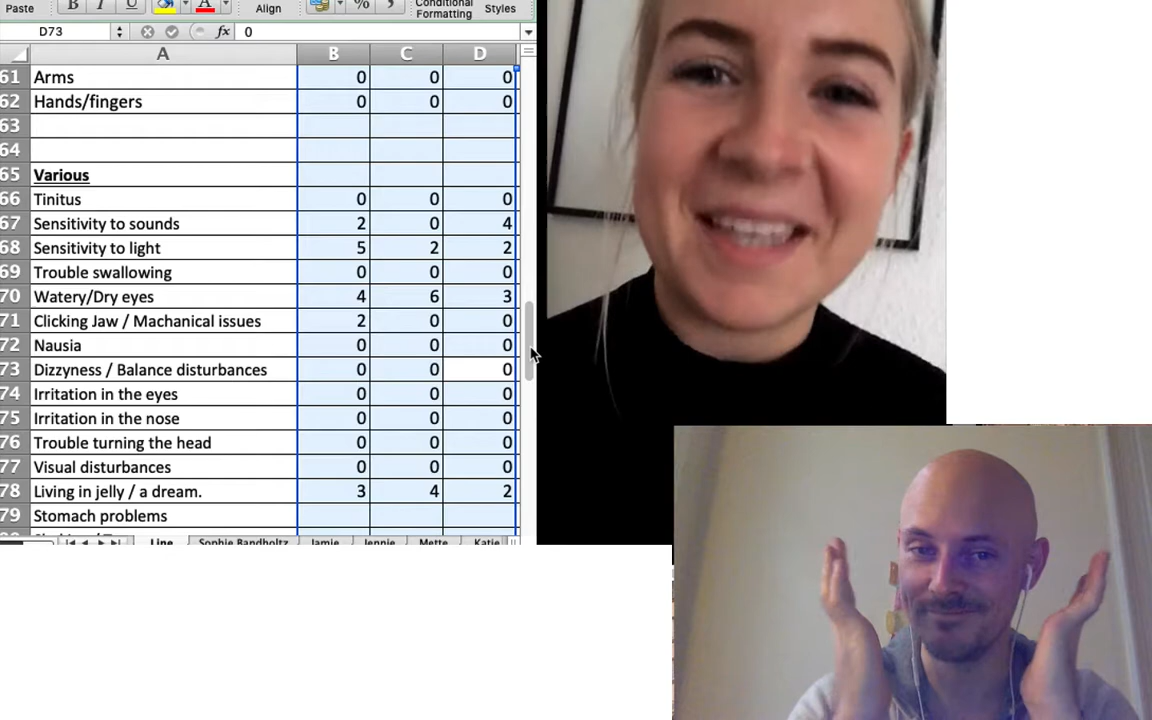 Paste B I U A % , Conditional
Align Formatting Styles
D73 fx 0
A B C D
61 Arms 0 0 0
62 Hands/fingers 0 0 0
63
64
65 Various
66 Tinitus 0 0 0
67 Sensitivity to sounds 2 0 4
68 Sensitivity to light 5 2 2
69 Trouble swallowing 0 0 0
70 Watery/Dry eyes 4 6 3
71 Clicking Jaw / Machanical issues 2 0 0
72 Nausia 0 0 0
73 Dizzyness / Balance disturbances 0 0 0
74 Irritation in the eyes 0 0 0
75 Irritation in the nose 0 0 0
76 Trouble turning the head 0 0 0
77 Visual disturbances 0 0 0
78 Living in jelly / a dream. 3 4 2
79 Stomach problems
Line Sophie Bandholtz Jamie Jennie Mette Katie